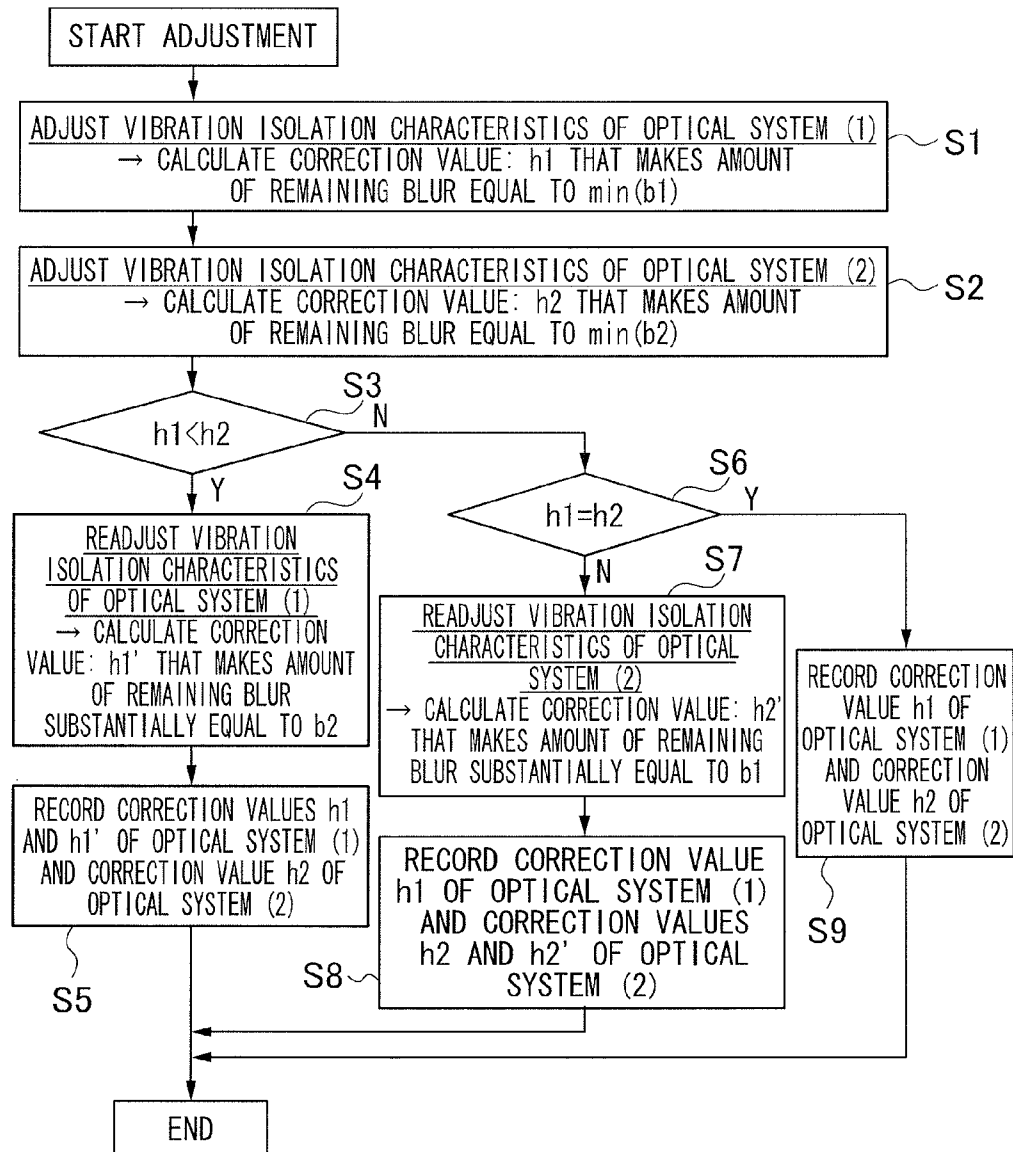 START ADJUSTMENT
ADJUST VIBRATION ISOLATION CHARACTERISTICS OF OPTICAL SYSTEM (1)
→ CALCULATE CORRECTION VALUE: h1 THAT MAKES AMOUNT
OF REMAINING BLUR EQUAL TO min(b1)
S1
ADJUST VIBRATION ISOLATION CHARACTERISTICS OF OPTICAL SYSTEM (2)
→ CALCULATE CORRECTION VALUE: h2 THAT MAKES AMOUNT
OF REMAINING BLUR EQUAL TO min(b2)
S2
S3
h1<h2
N
Y
S4
READJUST VIBRATION
ISOLATION CHARACTERISTICS
OF OPTICAL SYSTEM (1)
→ CALCULATE CORRECTION
VALUE: h1' THAT MAKES AMOUNT
OF REMAINING BLUR
SUBSTANTIALLY EQUAL TO b2
RECORD CORRECTION VALUES h1
AND h1' OF OPTICAL SYSTEM (1)
AND CORRECTION VALUE h2 OF
OPTICAL SYSTEM (2)
S5
S6
h1=h2
Y
N
S7
READJUST VIBRATION ISOLATION
CHARACTERISTICS OF OPTICAL
SYSTEM (2)
→ CALCULATE CORRECTION VALUE: h2'
THAT MAKES AMOUNT OF REMAINING
BLUR SUBSTANTIALLY EQUAL TO b1
RECORD CORRECTION VALUE
h1 OF OPTICAL SYSTEM (1)
AND CORRECTION VALUES
h2 AND h2' OF OPTICAL
SYSTEM (2)
S8
RECORD CORRECTION
VALUE h1 OF
OPTICAL SYSTEM (1)
AND CORRECTION
VALUE h2 OF
OPTICAL SYSTEM (2)
S9
END